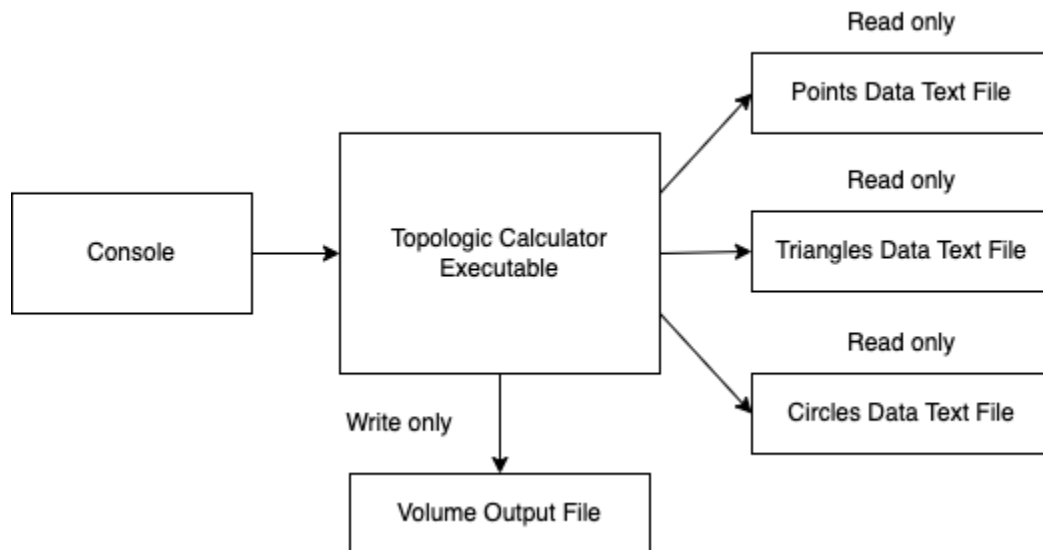 Read only
Points Data Text File
Read only
Triangles Data Text File
Console
Topologic Calculator
Executable
Read only
Circles Data Text File
Write only
Volume Output File